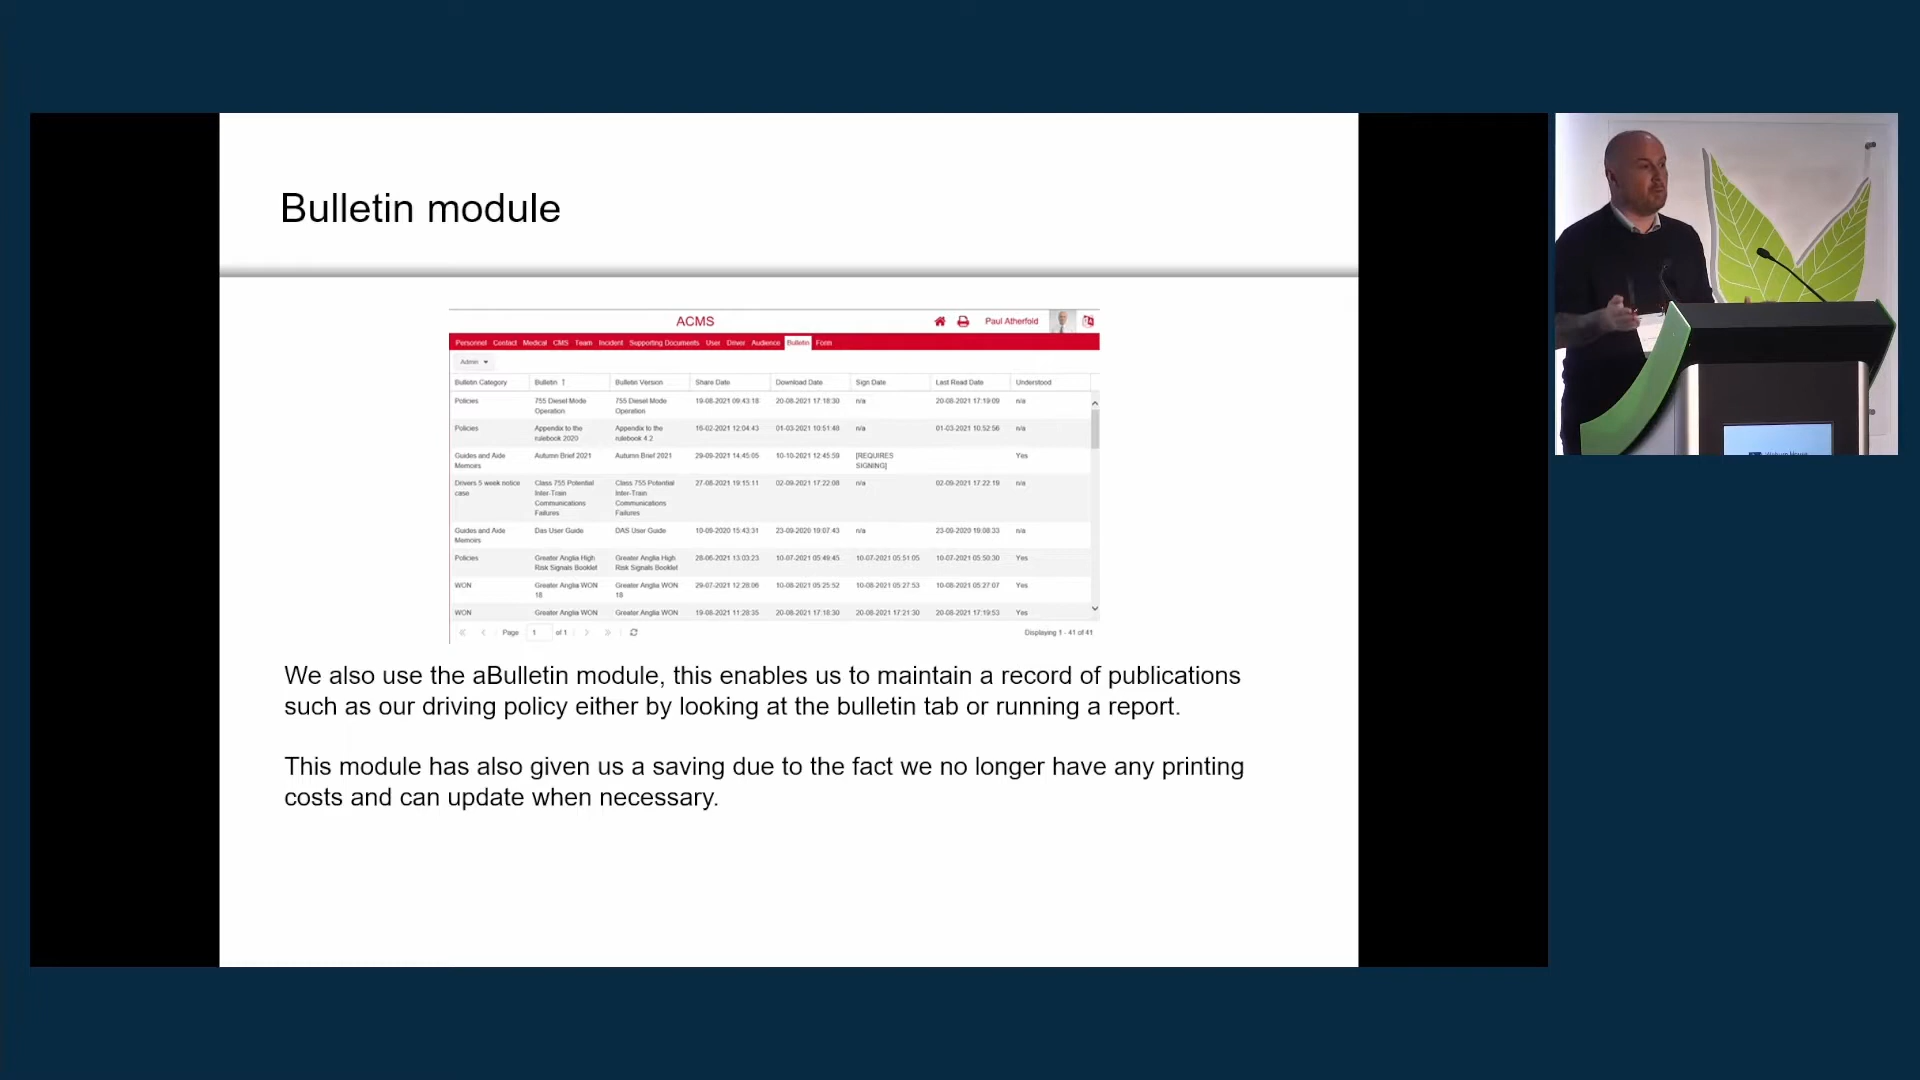 Bulletin module
ACMS
Paul Atherfold
Personnel Contact Medical CMS Team Incident Supporting Documents User Driver Audience Bulletin Form
Admin
Bulletin Category Bulletin Bulletin Version Share Date Download Date Sign Date Last Read Date Understood
Policies 755 Diesel Mode 755 Diesel Mode 19-08-2021 09:43:18 20-08-2021 17:18:30 n/a 20-08-2021 17:19:09 n/a
Operation Operation
Policies Appendix to the Appendix to the 16-02-2021 12:04:43 01-03-2021 10:51:48 n/a 01-03-2021 10:52:56 n/a
rulebook 2020 rulebook 4.2
Guides and Aide Autumn Brief 2021 Autumn Brief 2021 29-09-2021 14:45:05 10-10-2021 12:45:59 [REQUIRES Yes
Memoirs SIGNING]
Drivers 5 week notice Class 755 Potential Class 755 Potential 27-08-2021 19:15:11 02-09-2021 17:22:08 n/a 02-09-2021 17:22:19 n/a
case Inter-Train Inter-Train
Communications Communications
Failures Failures
Guides and Aide Das User Guide DAS User Guide 10-09-2020 15:43:31 23-09-2020 19:07:43 n/a 23-09-2020 19:08:33 n/a
Memoirs
Policies Greater Anglia High Greater Anglia High 28-06-2021 13:03:23 10-07-2021 05:49:45 10-07-2021 05:51:05 10-07-2021 05:50:30 Yes
Risk Signals Booklet Risk Signals Booklet
WON Greater Anglia WON Greater Anglia WON 29-07-2021 12:28:06 10-08-2021 05:25:52 10-08-2021 05:27:53 10-08-2021 05:27:07 Yes
18 18
WON Greater Anglia WON Greater Anglia WON 19-08-2021 11:28:35 20-08-2021 17:18:30 20-08-2021 17:21:30 20-08-2021 17:19:53 Yes
Page 1 of 1 Displaying 1 - 41 of 41
We also use the aBulletin module, this enables us to maintain a record of publications
such as our driving policy either by looking at the bulletin tab or running a report.
This module has also given us a saving due to the fact we no longer have any printing
costs and can update when necessary.